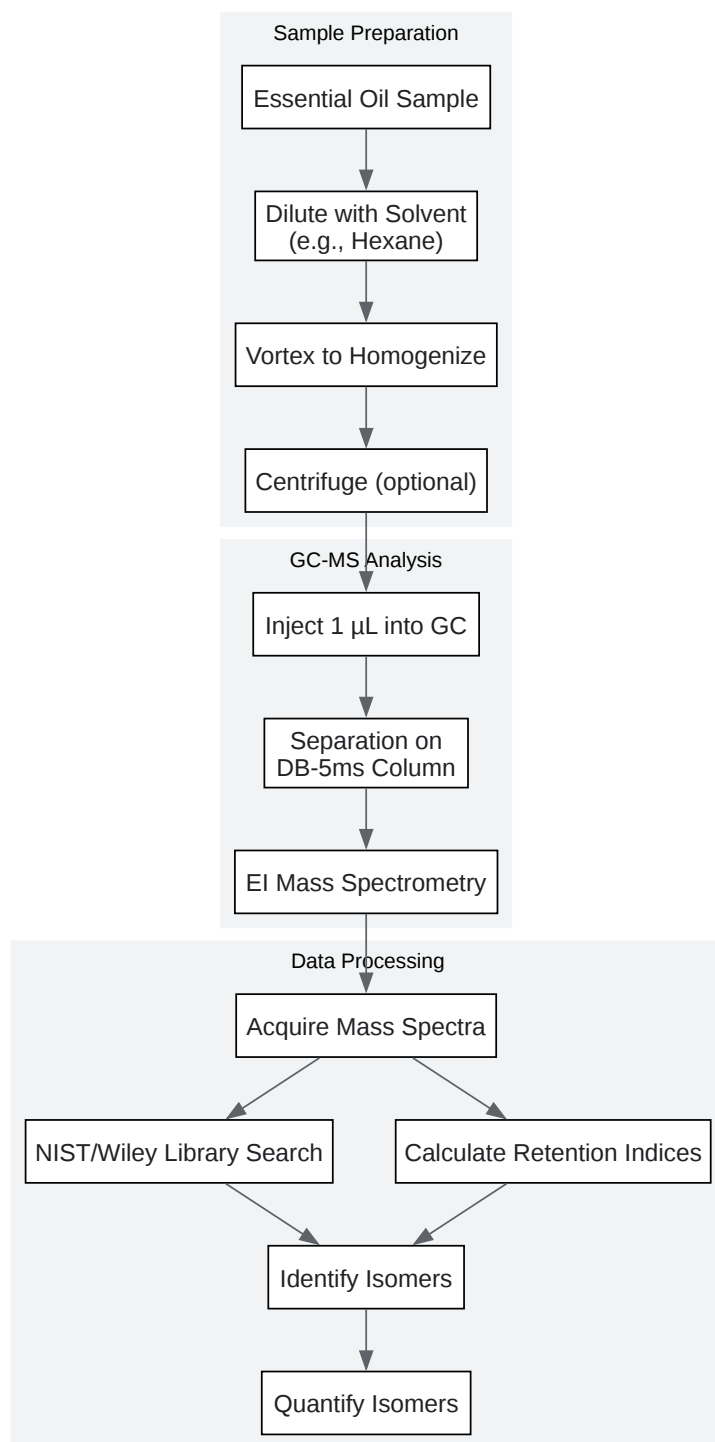 Sample Preparation
Essential Oil Sample
Dilute with Solvent
(e.g., Hexane)
Vortex to Homogenize
Centrifuge (optional)
GC-MS Analysis
Inject 1 µL into GC
Separation on
DB-5ms Column
EI Mass Spectrometry
Data Processing
Acquire Mass Spectra
NIST/Wiley Library Search
Calculate Retention Indices
Identify Isomers
Quantify Isomers